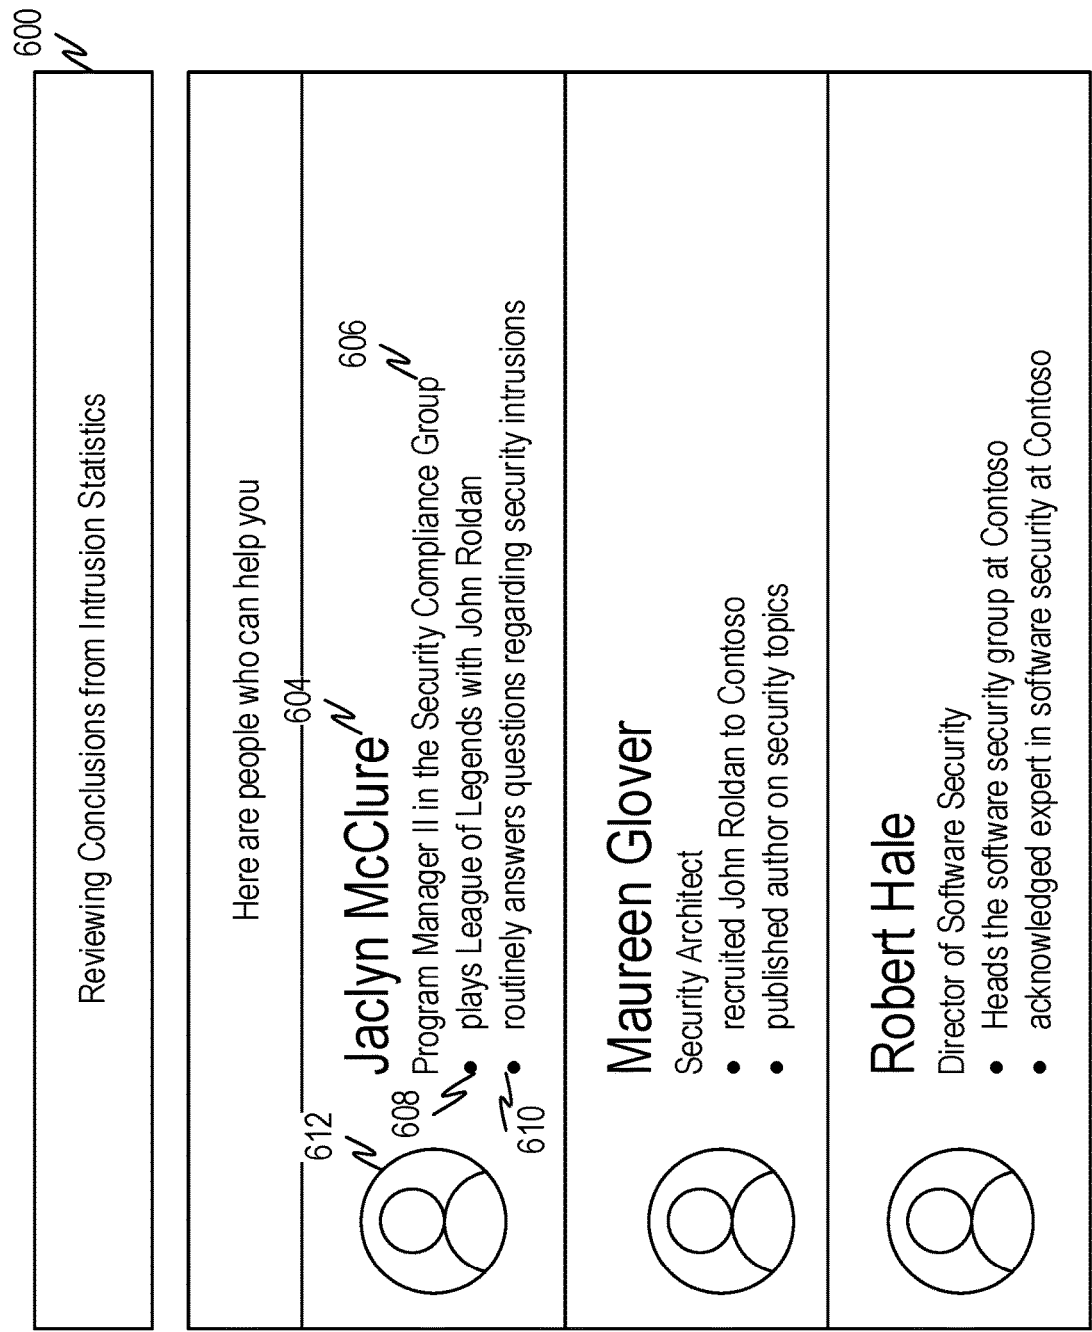 600
Reviewing Conclusions from Intrusion Statistics
Here are people who can help you
604
612
Jaclyn McClure
606
Program Manager II in the Security Compliance Group
608
• plays League of Legends with John Roldan
610
• routinely answers questions regarding security intrusions
Maureen Glover
Security Architect
• recruited John Roldan to Contoso
• published author on security topics
Robert Hale
Director of Software Security
• Heads the software security group at Contoso
• acknowledged expert in software security at Contoso